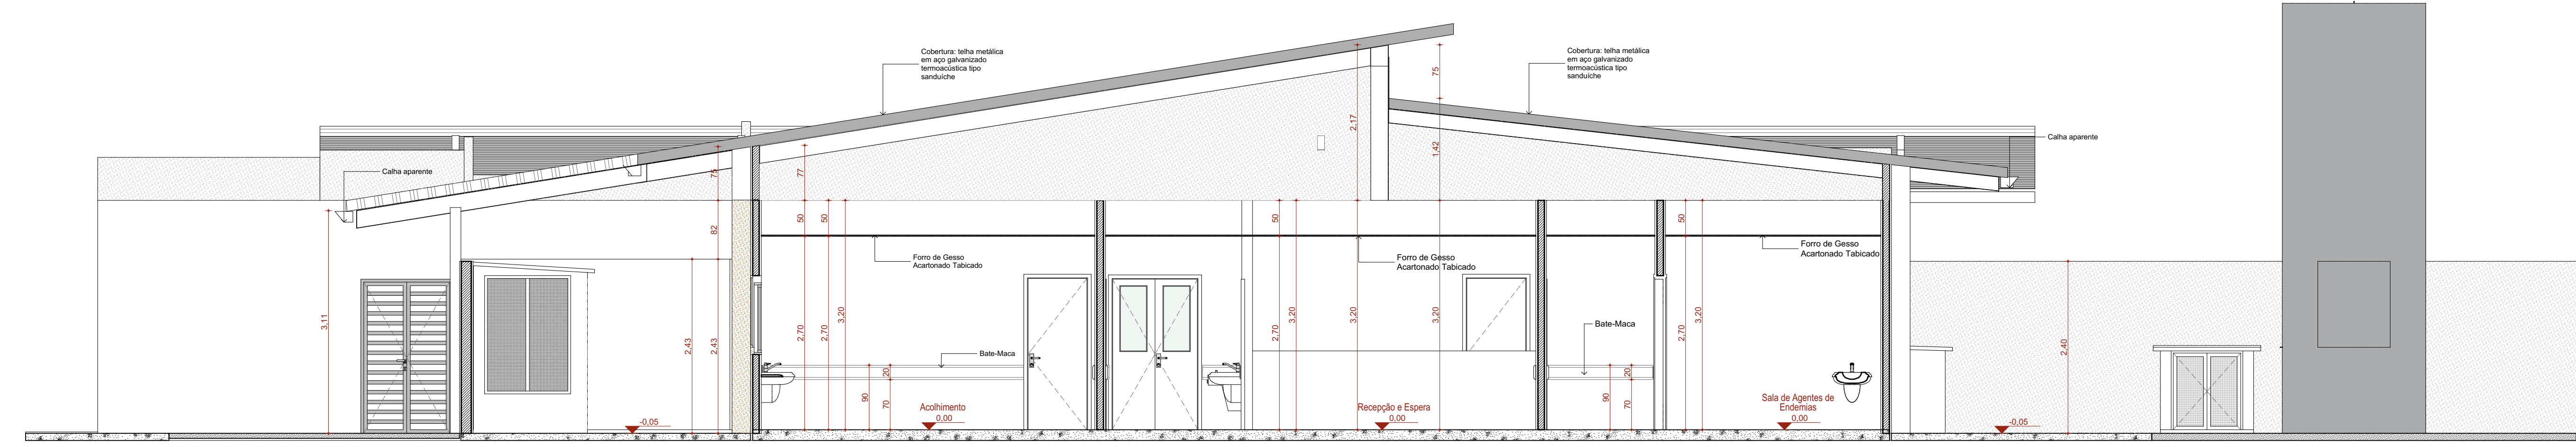 Cobertura: telha metálica
em aço galvanizado
termoacústica tipo
sanduíche
Cobertura: telha metálica
em aço galvanizado
termoacústica tipo
sanduíche
75
2,17
1,42
Calha aparente
Calha aparente
75
77
82
50
50
50
50
Forro de Gesso
Acartonado Tabicado
Forro de Gesso
Acartonado Tabicado
Forro de Gesso
Acartonado Tabicado
3,11
2,43
2,43
2,70
2,70
3,20
2,70
3,20
3,20
3,20
2,70
3,20
2,40
Bate-Maca
Bate-Maca
90
20
70
90
20
70
-0,05
Acolhimento
0,00
Recepção e Espera
0,00
Sala de Agentes de
Endemias
0,00
-0,05